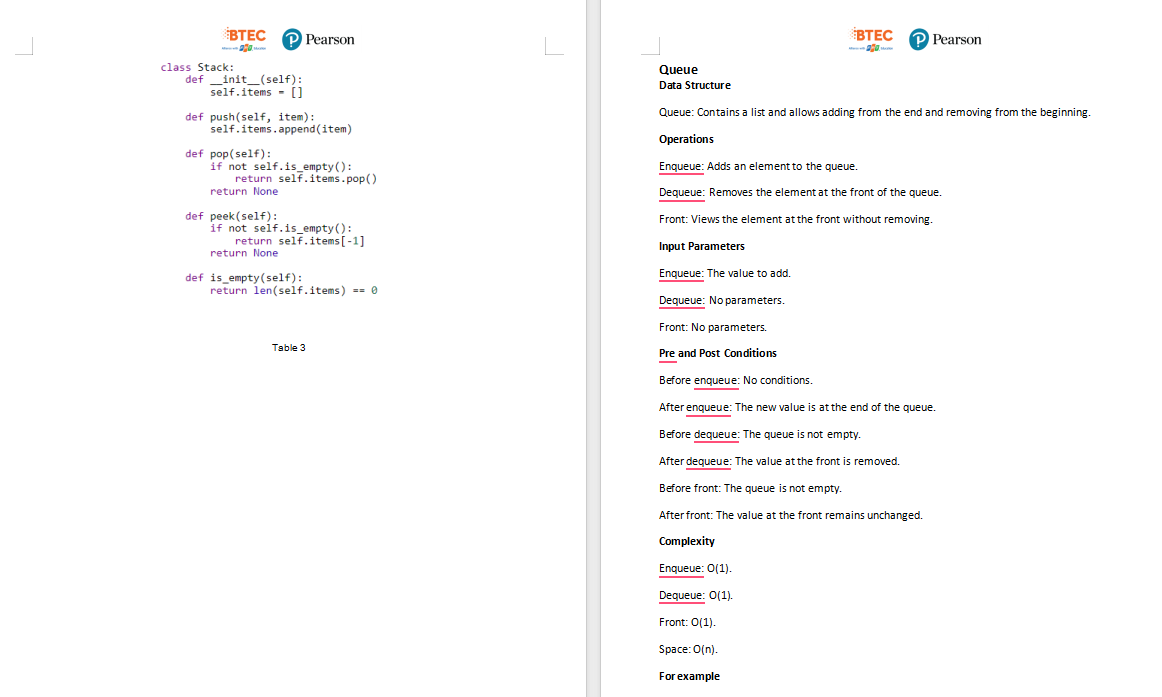 BTEC Pearson
class Stack:
    def __init__(self):
        self.items = []
    def push(self, item):
        self.items.append(item)
    def pop(self):
        if not self.is_empty():
            return self.items.pop()
        return None
    def peek(self):
        if not self.is_empty():
            return self.items[-1]
        return None
    def is_empty(self):
        return len(self.items) == 0
Table 3
BTEC Pearson
Queue
Data Structure
Queue: Contains a list and allows adding from the end and removing from the beginning.
Operations
Enqueue: Adds an element to the queue.
Dequeue: Removes the element at the front of the queue.
Front: Views the element at the front without removing.
Input Parameters
Enqueue: The value to add.
Dequeue: No parameters.
Front: No parameters.
Pre and Post Conditions
Before enqueue: No conditions.
After enqueue: The new value is at the end of the queue.
Before dequeue: The queue is not empty.
After dequeue: The value at the front is removed.
Before front: The queue is not empty.
After front: The value at the front remains unchanged.
Complexity
Enqueue: O(1).
Dequeue: O(1).
Front: O(1).
Space: O(n).
For example